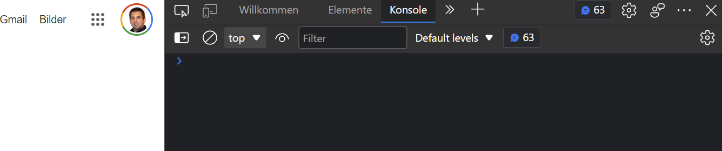 Gmail Bilder
Willkommen Elemente Konsole 63
top Filter Default levels 63